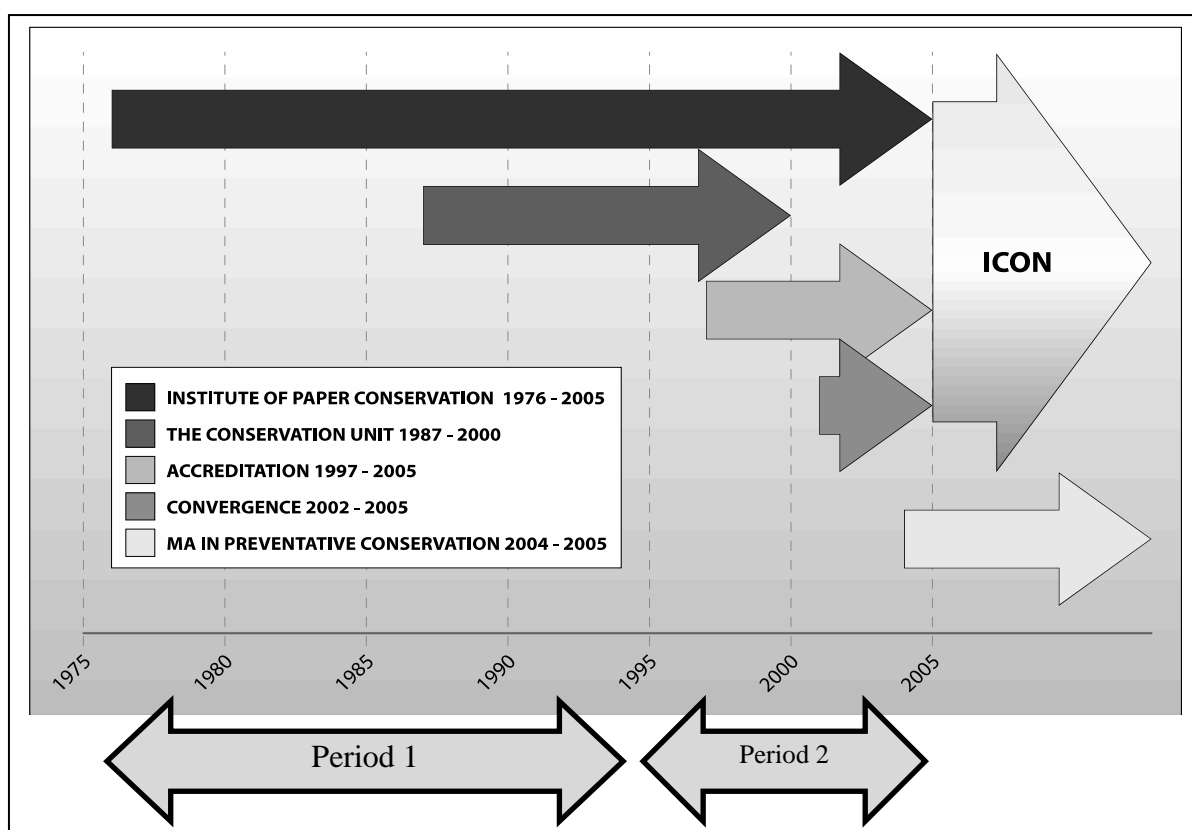 ICON
INSTITUTE OF PAPER CONSERVATION 1976 - 2005
THE CONSERVATION UNIT 1987 - 2000
ACCREDITATION 1997 - 2005
CONVERGENCE 2002 - 2005
MA IN PREVENTATIVE CONSERVATION 2004 - 2005
1975
1980
1985
1990
1995
2000
2005
Period 1
Period 2